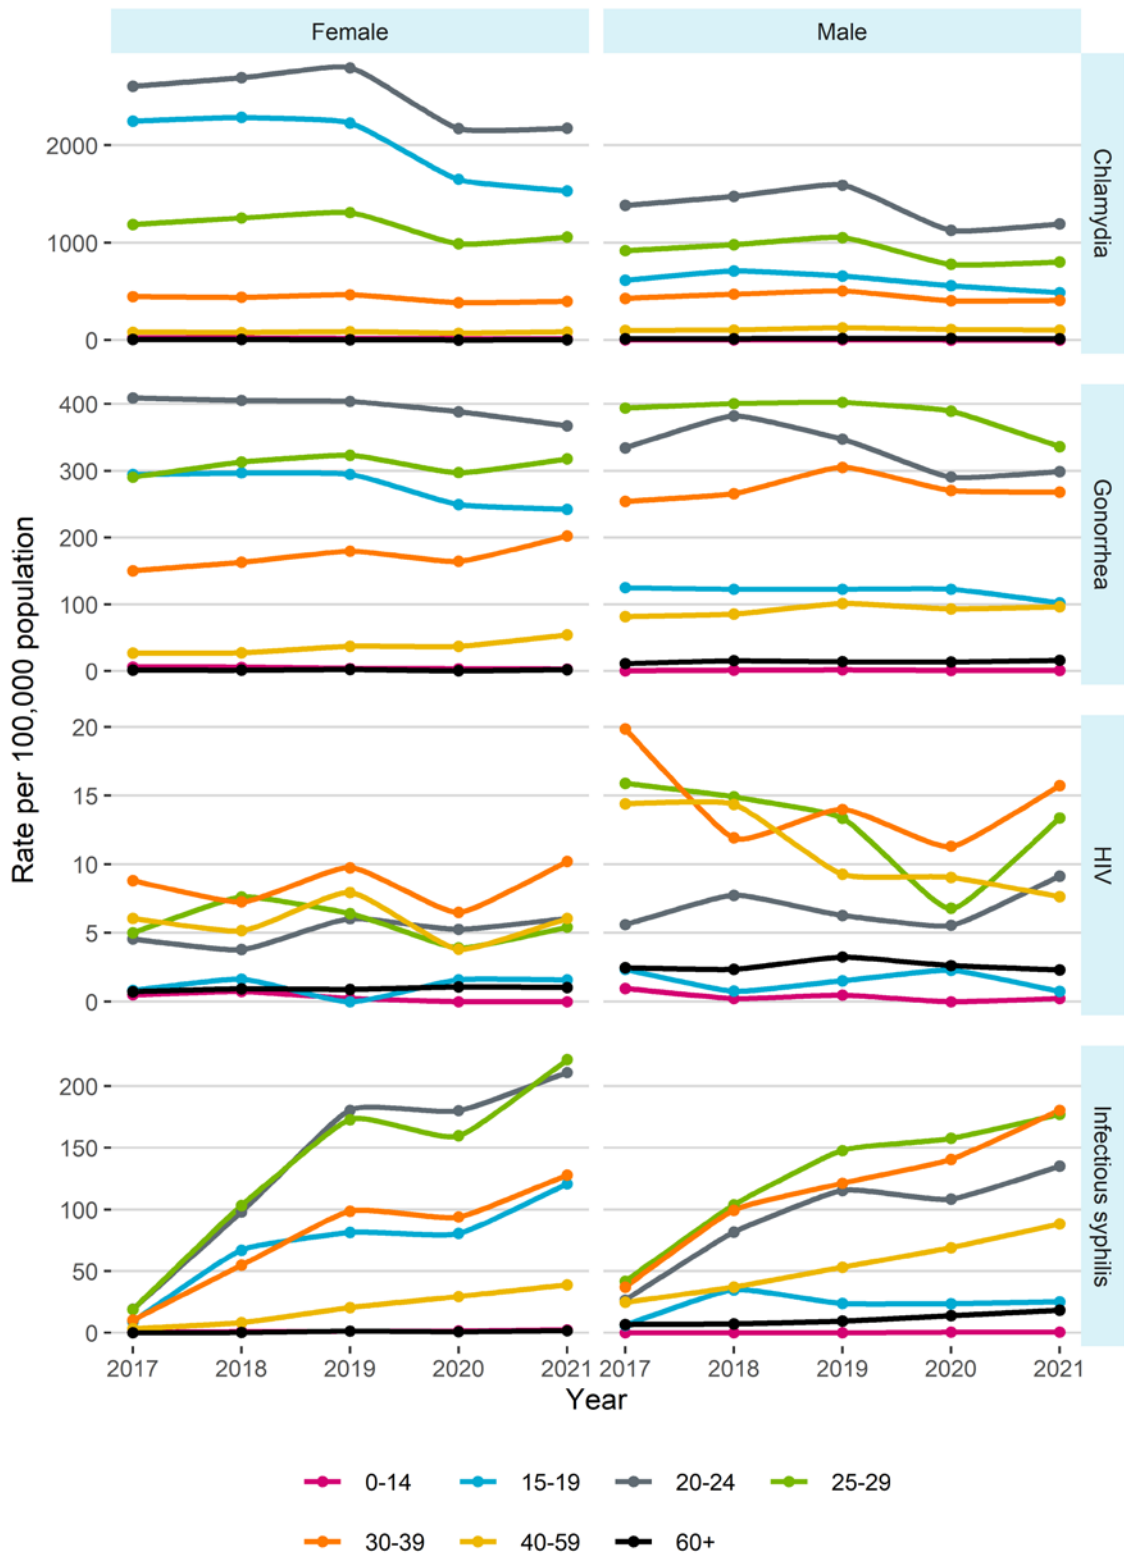 Female Male
2000
1000
0
Chlamydia
400
300
200
100
0
Gonorrhea
20
15
10
5
0
HIV
200
150
100
50
0
Infectious syphilis
Rate per 100,000 population
2017 2018 2019 2020 2021 2017 2018 2019 2020 2021
Year
0-14 15-19 20-24 25-29
30-39 40-59 60+